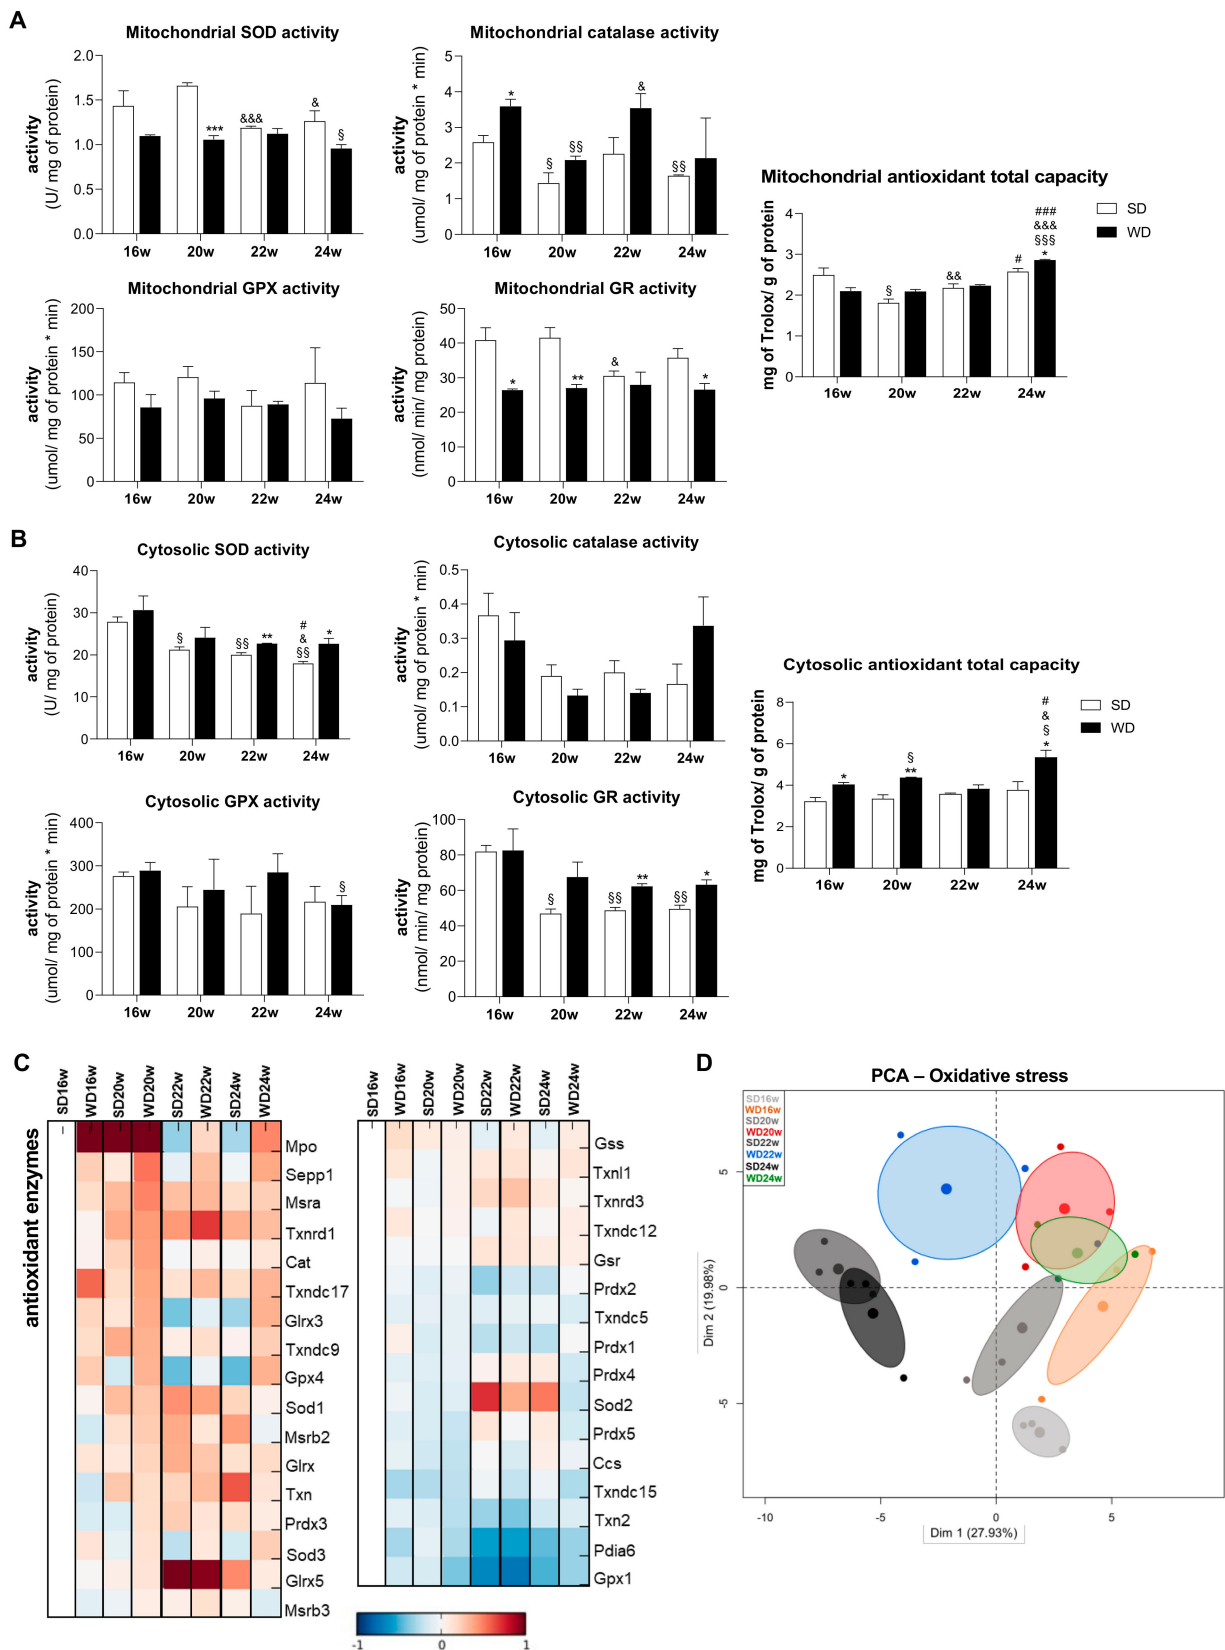 A
Mitochondrial SOD activity
activity
(U/ mg of protein)
2.0
1.5
1.0
0.5
0.0
***
&&&
&
§
16w 20w 22w 24w
Mitochondrial catalase activity
activity
(umol/ mg of protein * min)
5
4
3
2
1
0
*
§
§§
&
§§
16w 20w 22w 24w
Mitochondrial antioxidant total capacity
mg of Trolox/ g of protein
4
3
2
1
0
§
&&
#
###
&&&
§§§
*
SD
WD
16w 20w 22w 24w
Mitochondrial GPX activity
activity
(umol/ mg of protein * min)
200
150
100
50
0
16w 20w 22w 24w
Mitochondrial GR activity
activity
(nmol/ min/ mg protein)
50
40
30
20
10
0
*
**
&
*
16w 20w 22w 24w
B
Cytosolic SOD activity
activity
(U/ mg of protein)
40
30
20
10
0
§
§§
**
#
&
§§
*
16w 20w 22w 24w
Cytosolic catalase activity
activity
(umol/ mg of protein * min)
0.5
0.4
0.3
0.2
0.1
0.0
16w 20w 22w 24w
Cytosolic antioxidant total capacity
mg of Trolox/ g of protein
8
6
4
2
0
*
§
**
#
&
§
*
SD
WD
16w 20w 22w 24w
Cytosolic GPX activity
activity
(umol/ mg of protein * min)
400
300
200
100
0
§
16w 20w 22w 24w
Cytosolic GR activity
activity
(nmol/ min/ mg protein)
100
80
60
40
20
0
§
§§
**
§§
*
16w 20w 22w 24w
C
antioxidant enzymes
SD16w WD16w SD20w WD20w SD22w WD22w SD24w WD24w
Mpo
Sepp1
Msra
Txnrd1
Cat
Txndc17
Glrx3
Txndc9
Gpx4
Sod1
Msrb2
Glrx
Txn
Prdx3
Sod3
Glrx5
Msrb3
SD16w WD16w SD20w WD20w SD22w WD22w SD24w WD24w
Gss
Txnl1
Txnrd3
Txndc12
Gsr
Prdx2
Txndc5
Prdx1
Prdx4
Sod2
Prdx5
Ccs
Txndc15
Txn2
Pdia6
Gpx1
-1 0 1
D
PCA – Oxidative stress
SD16w
WD16w
SD20w
WD20w
SD22w
WD22w
SD24w
WD24w
Dim 2 (19.98%)
5
0
-5
-10 -5 0 5
Dim 1 (27.93%)